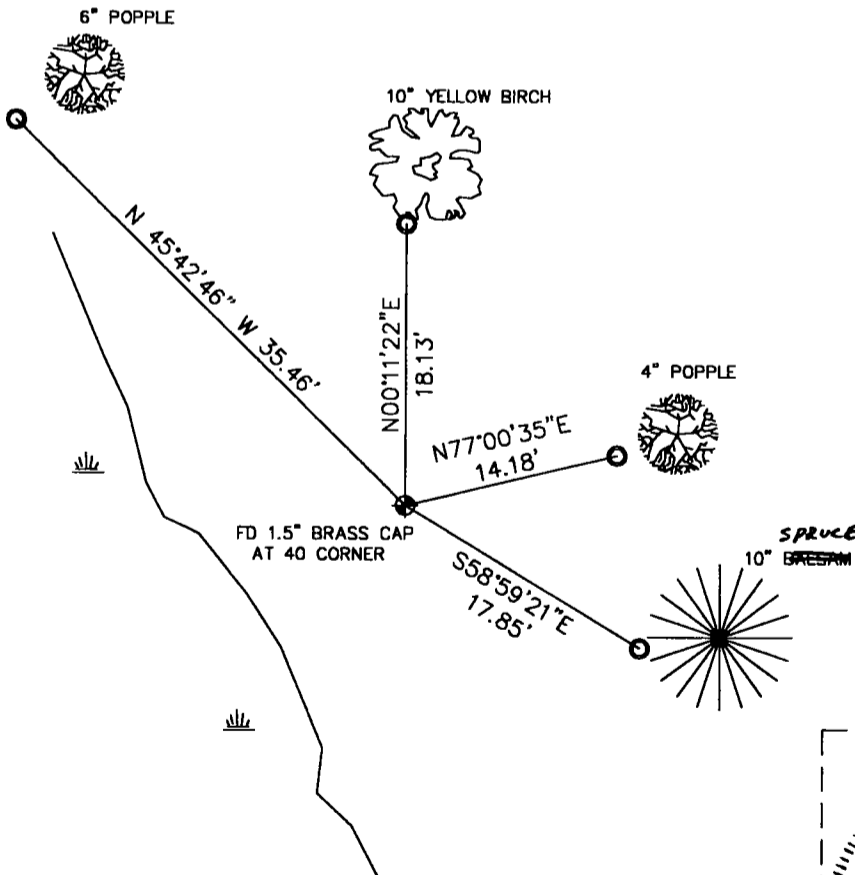 6" POPPLE
10" YELLOW BIRCH
N 45°42'46" W 35.46'
N00°11'22"E
18.13'
4" POPPLE
N77°00'35"E
14.18'
FD 1.5" BRASS CAP
AT 40 CORNER
SPRUCE
10" BALSAM
S58°59'21"E
17.85'